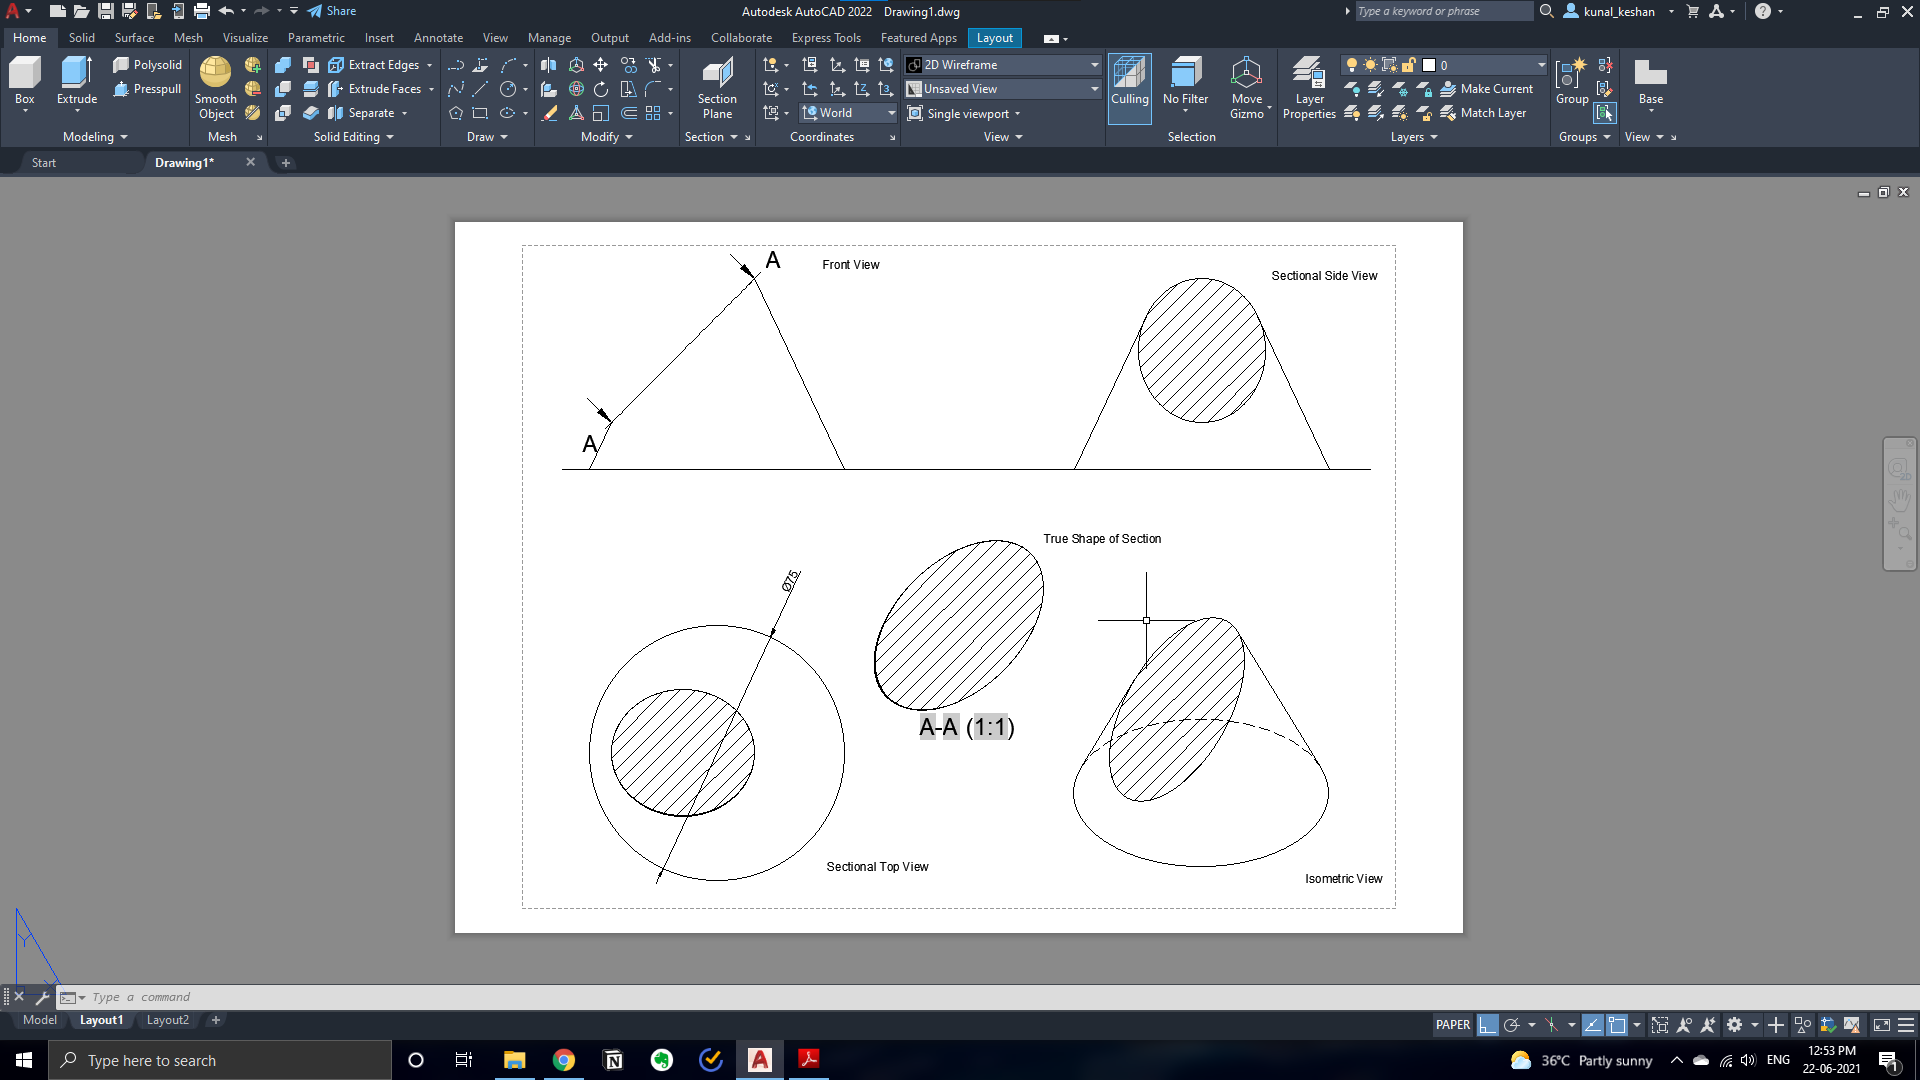 Share
Autodesk AutoCAD 2022 Drawing1.dwg
Type a keyword or phrase
kunal_keshan
Home Solid Surface Mesh Visualize Parametric Insert Annotate View Manage Output Add-ins Collaborate Express Tools Featured Apps Layout
Box
Extrude
Polysolid
Presspull
Modeling
Smooth
Object
Mesh
Extract Edges
Extrude Faces
Separate
Solid Editing
Draw
Modify
Section
Plane
Section
World
Coordinates
2D Wireframe
Unsaved View
Single viewport
View
Culling
No Filter
Move
Gizmo
Selection
Layer
Properties
0
Make Current
Match Layer
Layers
Group
Groups
Base
View
Start
Drawing1*
A
Front View
Sectional Side View
A
True Shape of Section
Ø75
A-A (1:1)
Sectional Top View
Isometric View
Y
X
Type a command
Model
Layout1
Layout2
PAPER
Type here to search
36°C Partly sunny
ENG
12:53 PM
22-06-2021
1